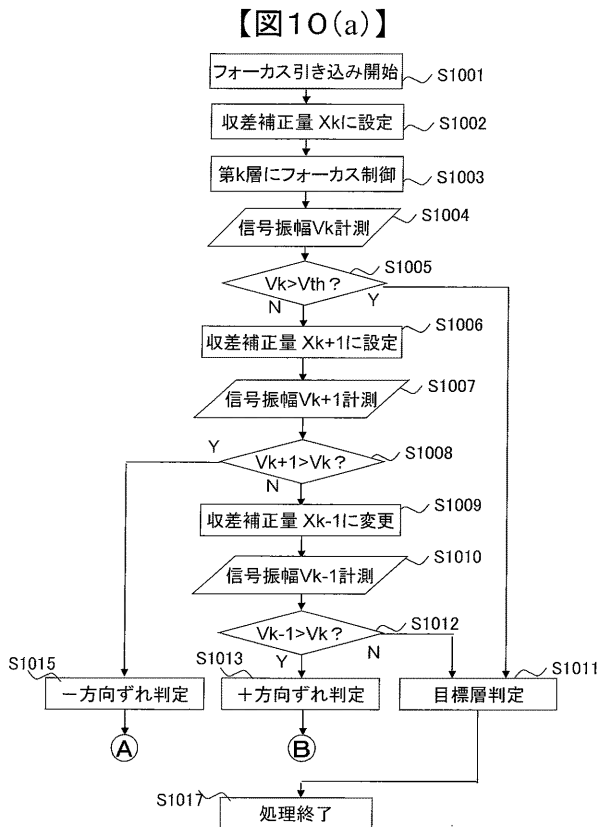 【図10(a)】
フォーカス引き込み開始 S1001
収差補正量 Xkに設定 S1002
第k層にフォーカス制御 S1003
信号振幅Vk計測 S1004
Vk>Vth? S1005
N Y
収差補正量 Xk+1に設定 S1006
信号振幅Vk+1計測 S1007
Y Vk+1>Vk? S1008
N
収差補正量 Xk-1に変更 S1009
信号振幅Vk-1計測 S1010
Vk-1>Vk? S1012
Y N
S1015 S1013 S1011
−方向ずれ判定 +方向ずれ判定 目標層判定
A B
S1017
処理終了